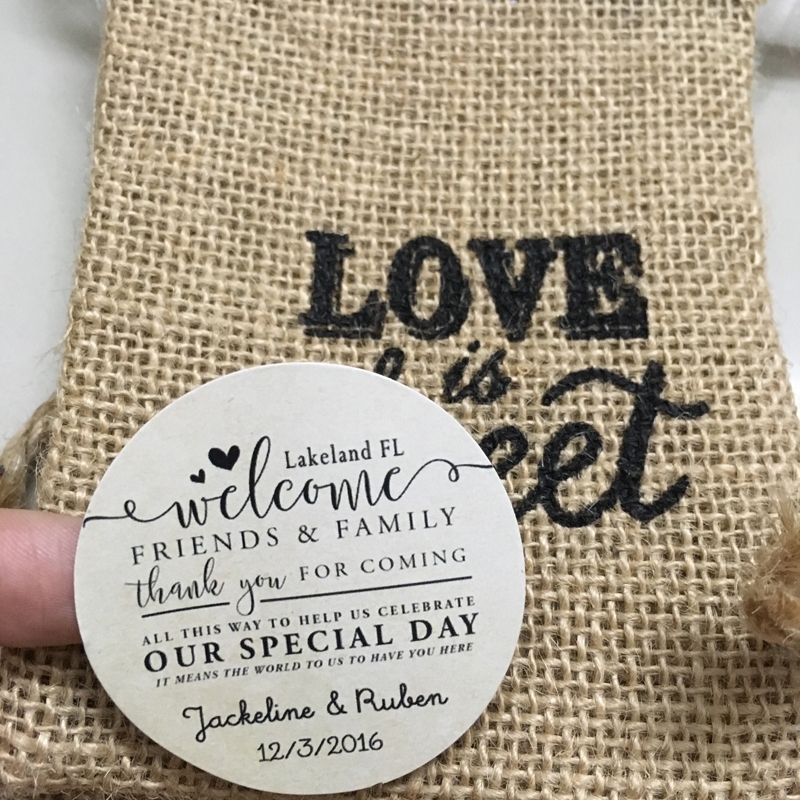 LOVE
is
eet
Lakeland FL
welcome
FRIENDS & FAMILY
thank you FOR COMING
ALL THIS WAY TO HELP US CELEBRATE
OUR SPECIAL DAY
IT MEANS THE WORLD TO US TO HAVE YOU HERE
Jackeline & Ruben
12/3/2016